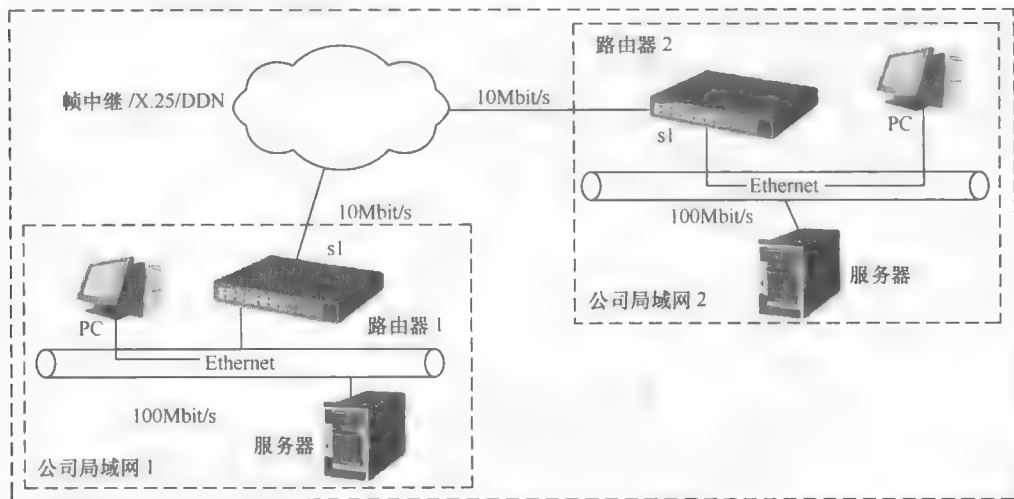 帧中继 /X.25/DDN
10Mbit/s
路由器 2
PC
s1
Ethernet
100Mbit/s
服务器
公司局域网 2
10Mbit/s
s1
PC
路由器 1
Ethernet
100Mbit/s
服务器
公司局域网 1